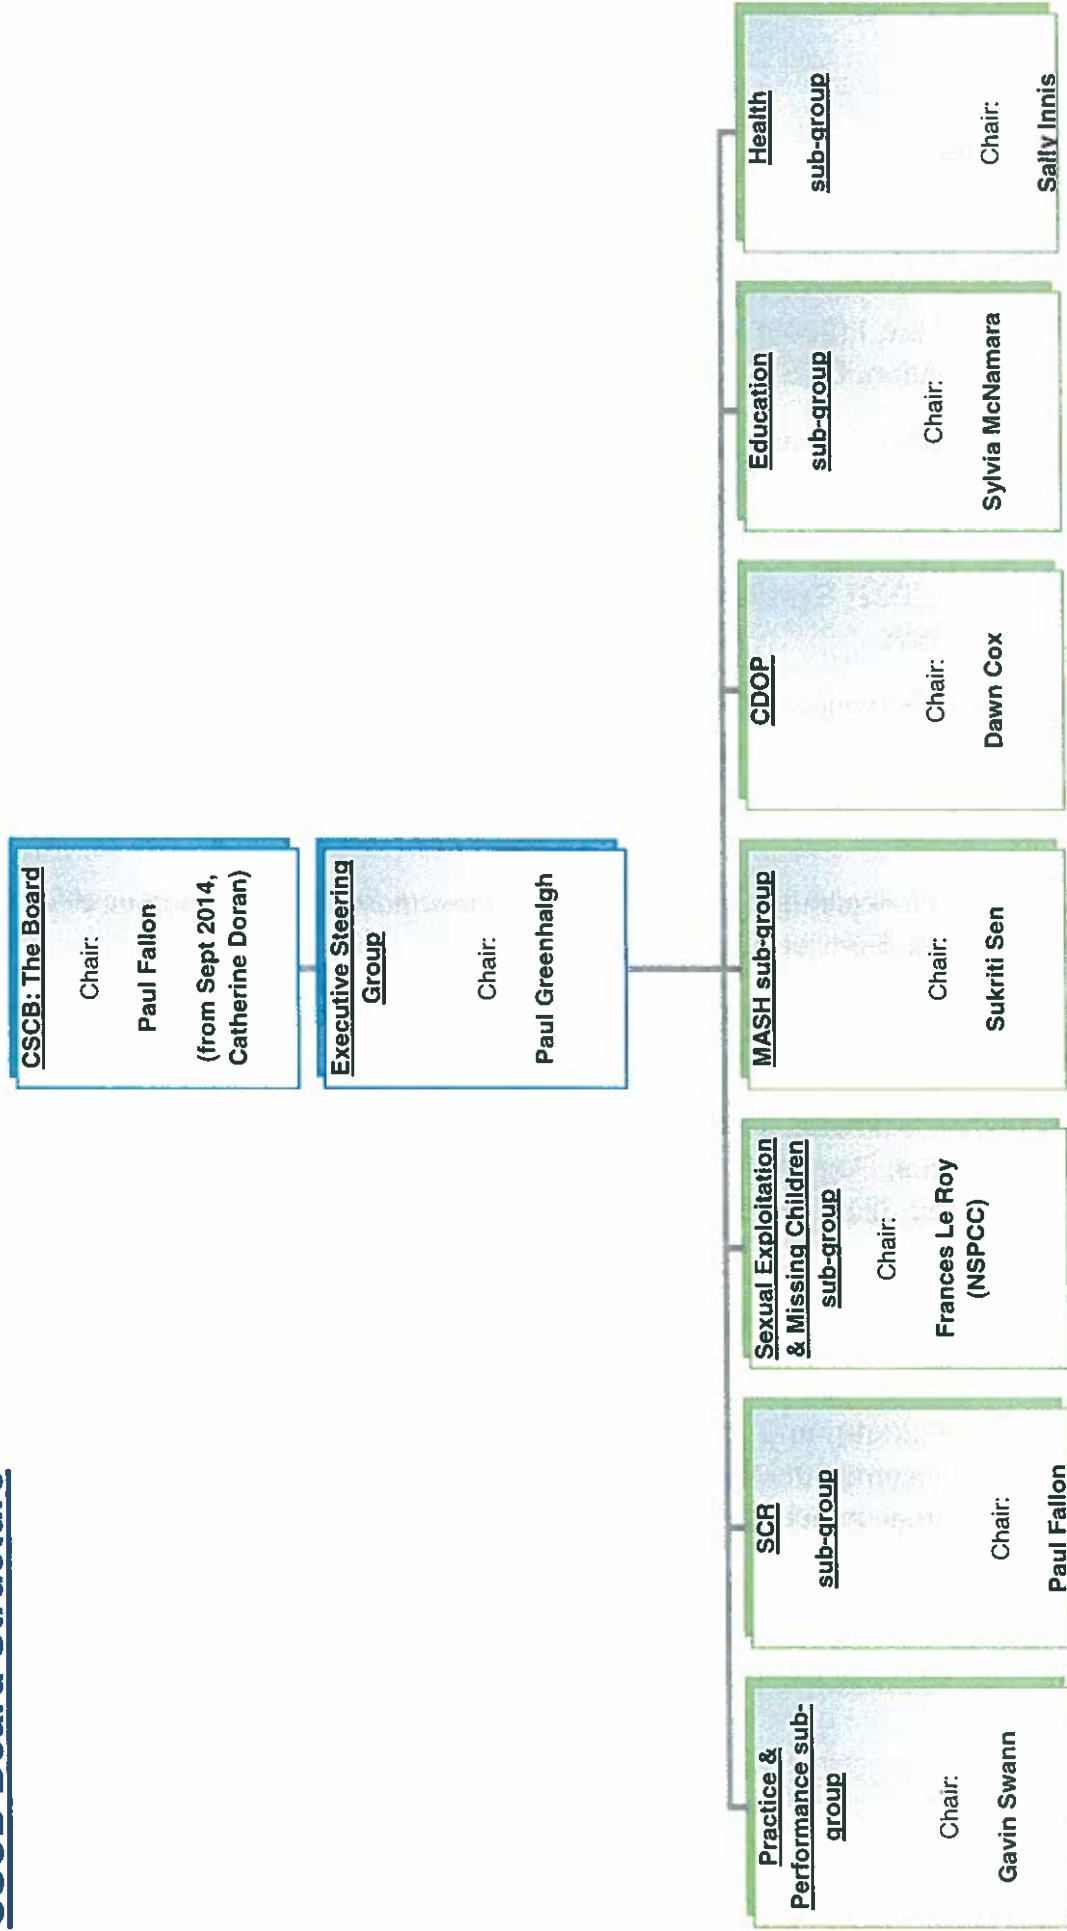 CSCB Board Structure
CSCB: The Board
Chair:
Paul Fallon
(from Sept 2014,
Catherine Doran)
Executive Steering
Group
Chair:
Paul Greenhalgh
Practice &
Performance sub-
group
Chair:
Gavin Swann
SCR
sub-group
Chair:
Paul Fallon
Sexual Exploitation
& Missing Children
sub-group
Chair:
Frances Le Roy
(NSPCC)
MASH sub-group
Chair:
Sukriti Sen
CDOP
Chair:
Dawn Cox
Education
sub-group
Chair:
Sylvia McNamara
Health
sub-group
Chair:
Sally Innis